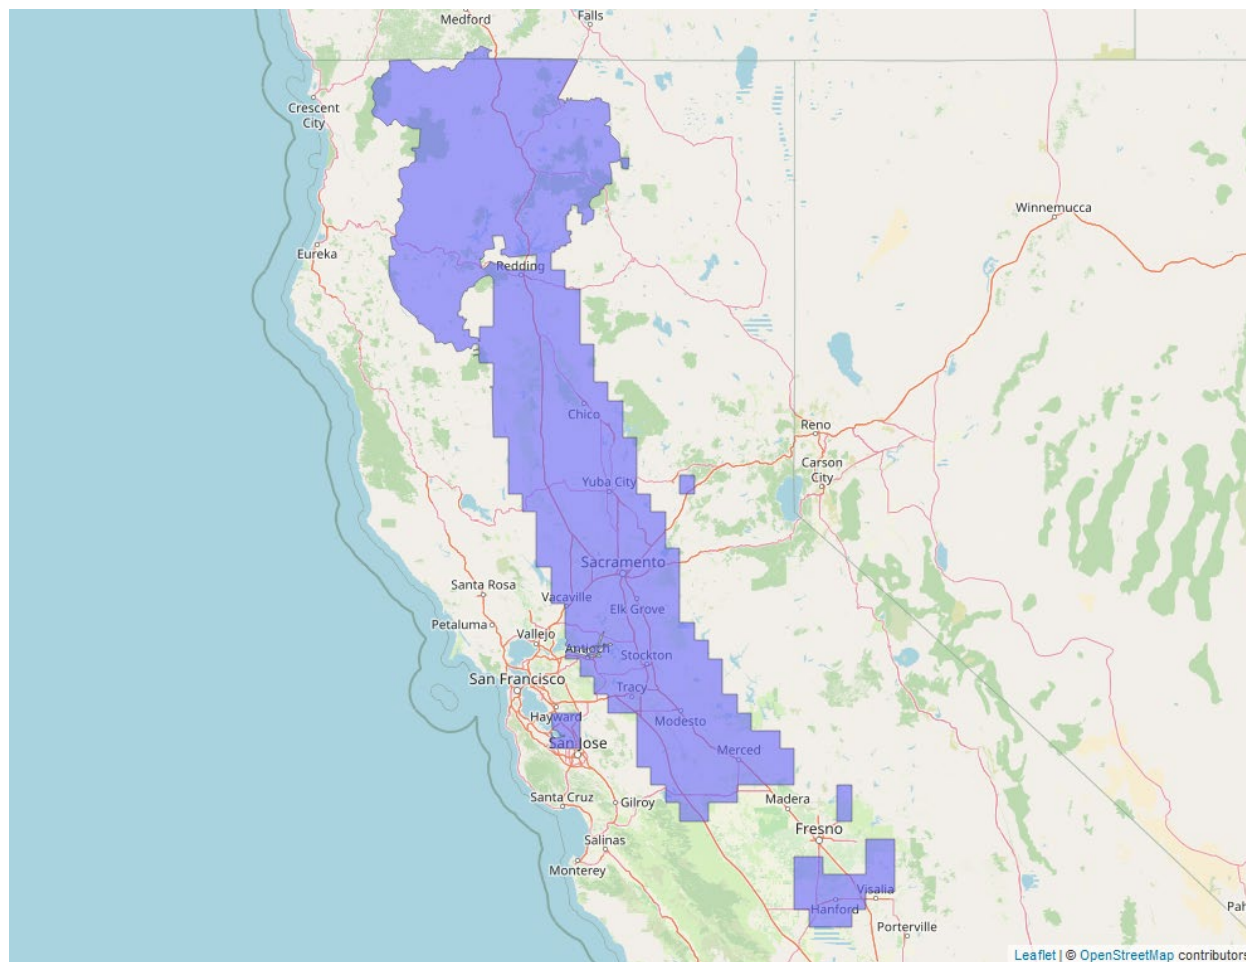 Medford
Falls
Crescent
City
Winnemucca
Eureka
Redding
Chico
Reno
Carson
City
Yuba City
Sacramento
Santa Rosa
Vacaville
Elk Grove
Petaluma
Vallejo
Antioch
Stockton
San Francisco
Tracy
Hayward
Modesto
San Jose
Merced
Santa Cruz
Gilroy
Madera
Fresno
Salinas
Monterey
Visalia
Hanford
Pah
Porterville
Leaflet | © OpenStreetMap contributors